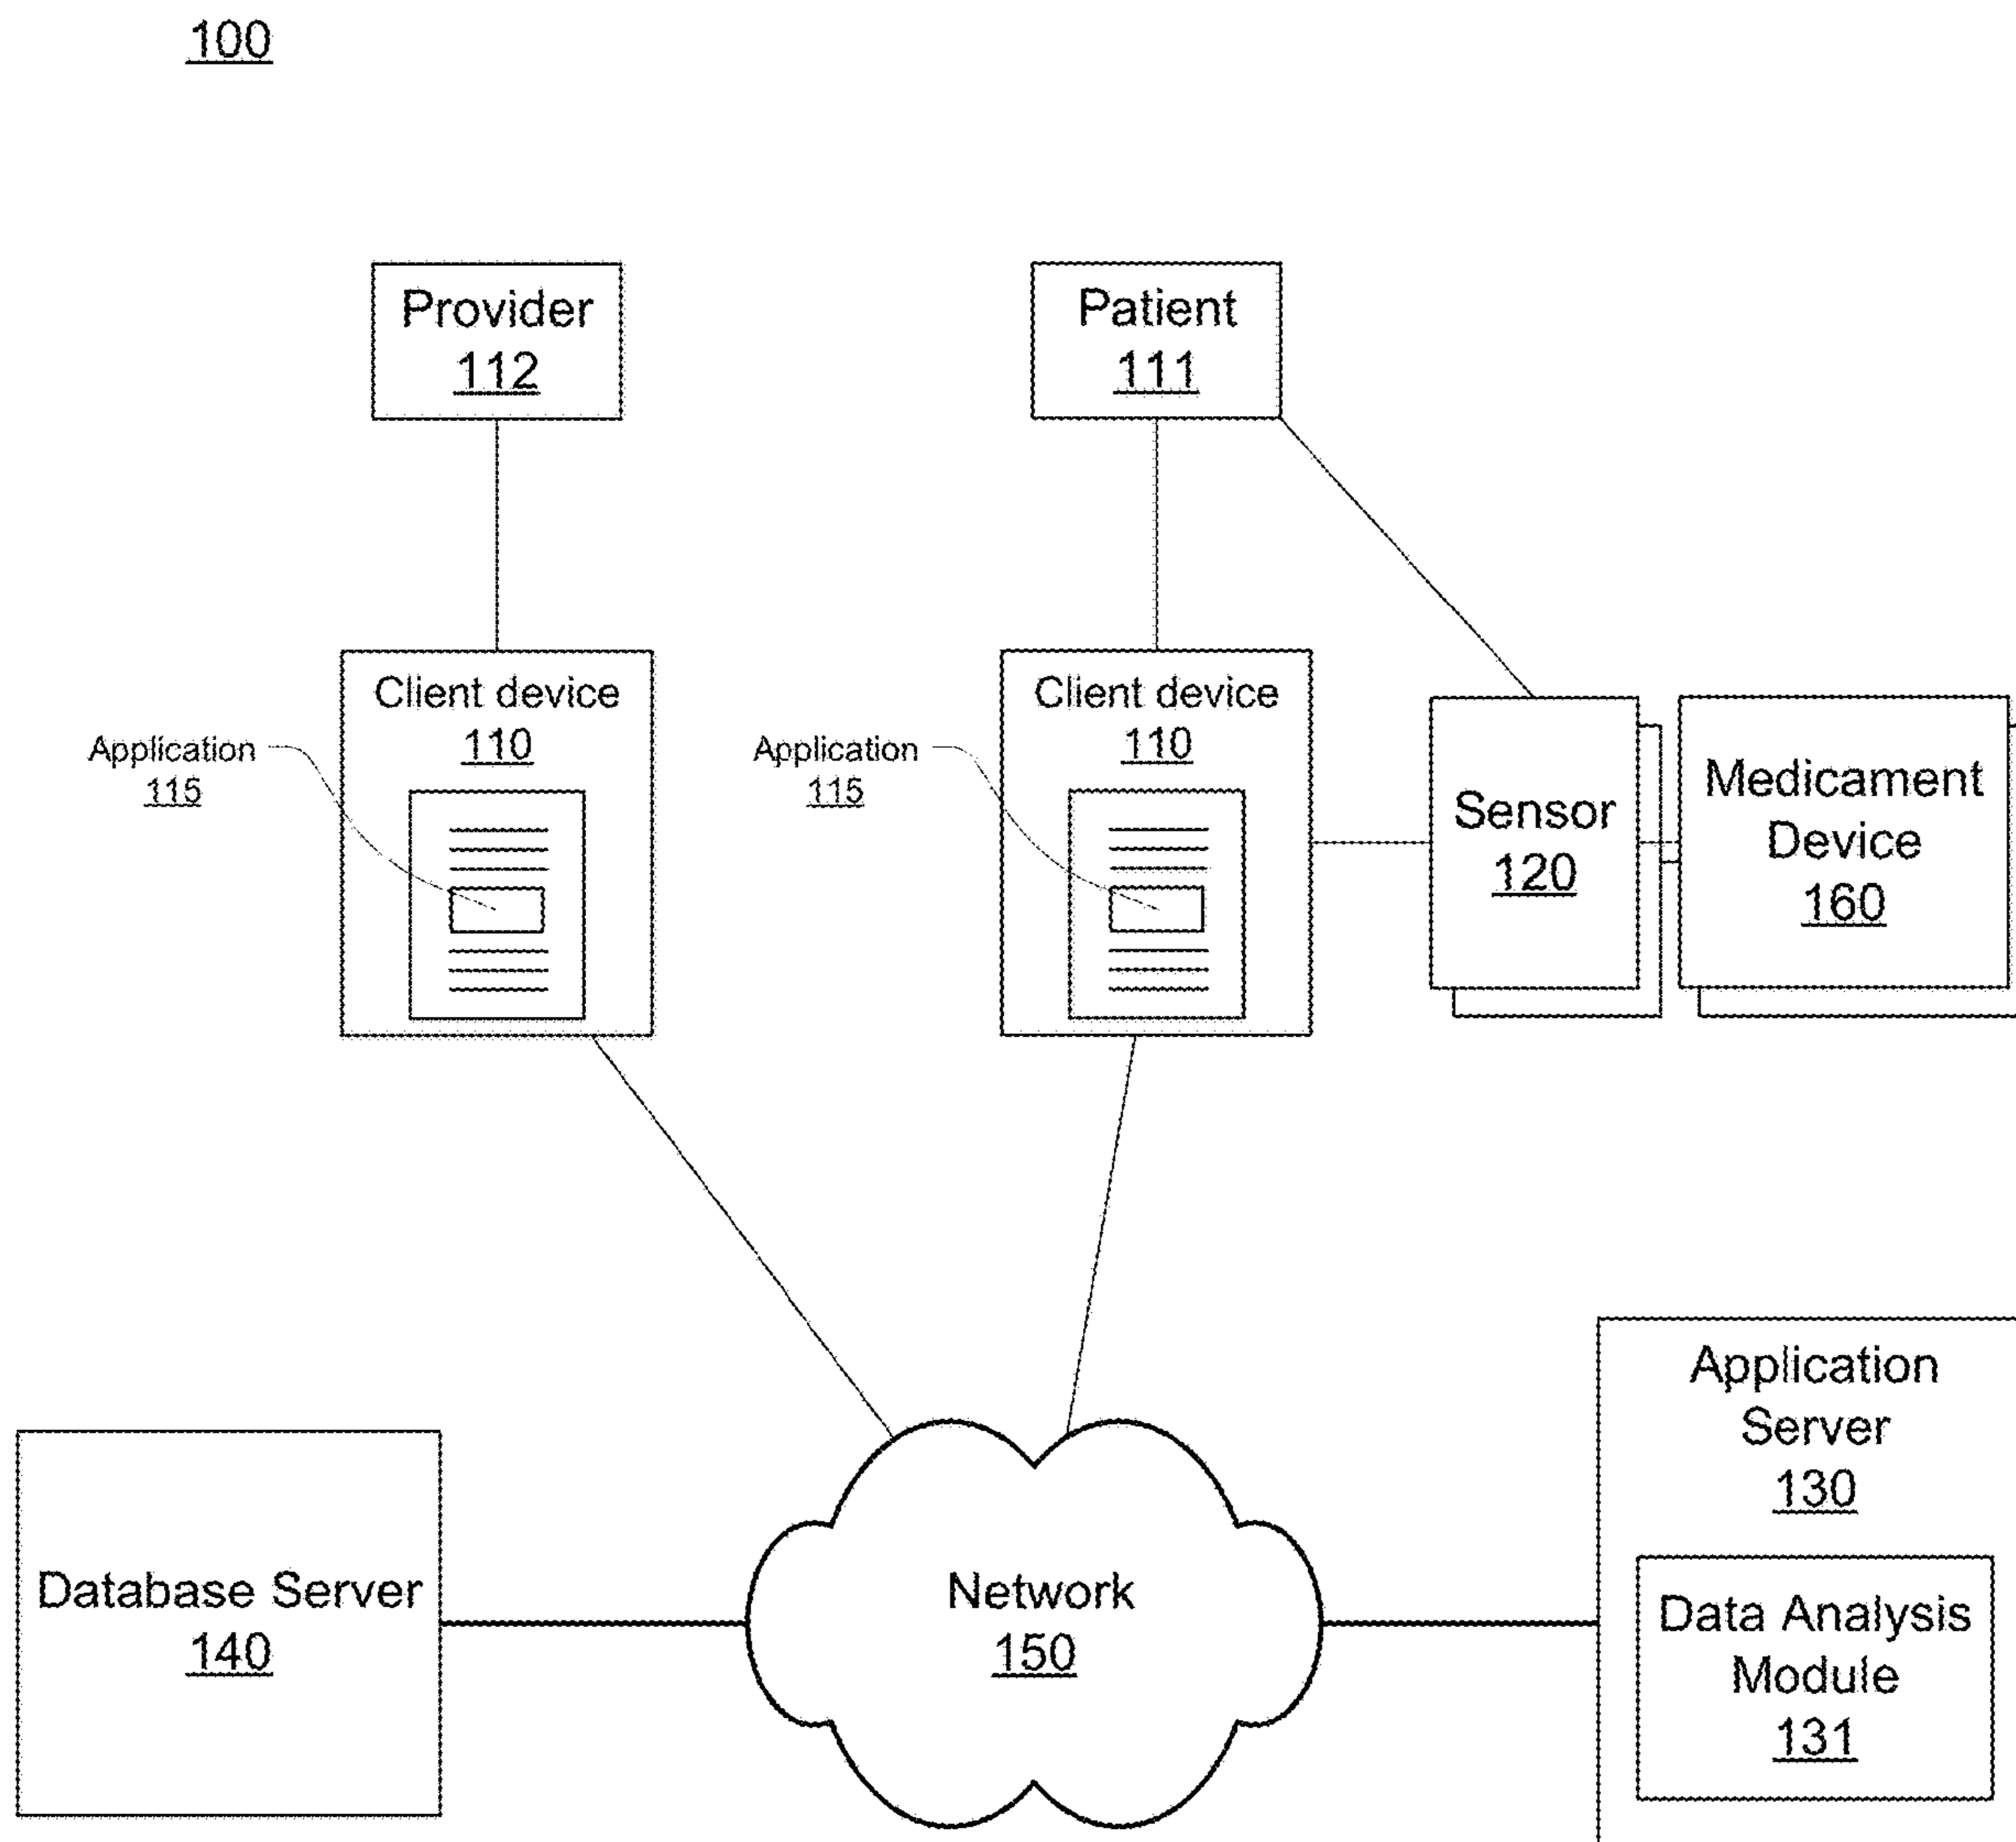 100
Provider
112
Patient
111
Client device
110
Application
115
Client device
110
Application
115
Sensor
120
Medicament
Device
160
Database Server
140
Network
150
Application
Server
130
Data Analysis
Module
131